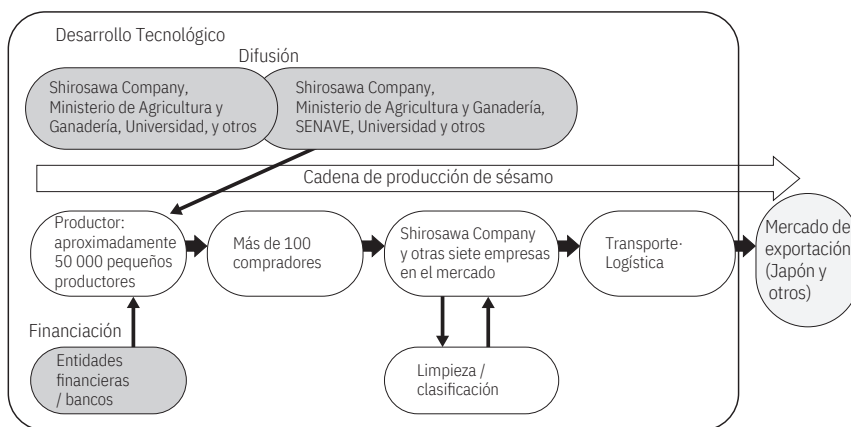 Desarrollo Tecnológico
Difusión
Shirosawa Company,
Ministerio de Agricultura y
Ganadería, Universidad, y otros
Shirosawa Company,
Ministerio de Agricultura y Ganadería,
SENAVE, Universidad y otros
Cadena de producción de sésamo
Productor:
aproximadamente
50 000 pequeños
productores
Más de 100
compradores
Shirosawa Company
y otras siete empresas
en el mercado
Transporte·
Logística
Mercado de
exportación
(Japón y
otros)
Financiación
Entidades
financieras
/ bancos
Limpieza /
clasificación